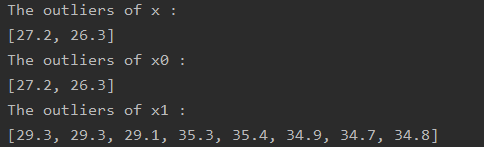 The outliers of x :
[27.2, 26.3]
The outliers of x0 :
[27.2, 26.3]
The outliers of x1 :
[29.3, 29.3, 29.1, 35.3, 35.4, 34.9, 34.7, 34.8]